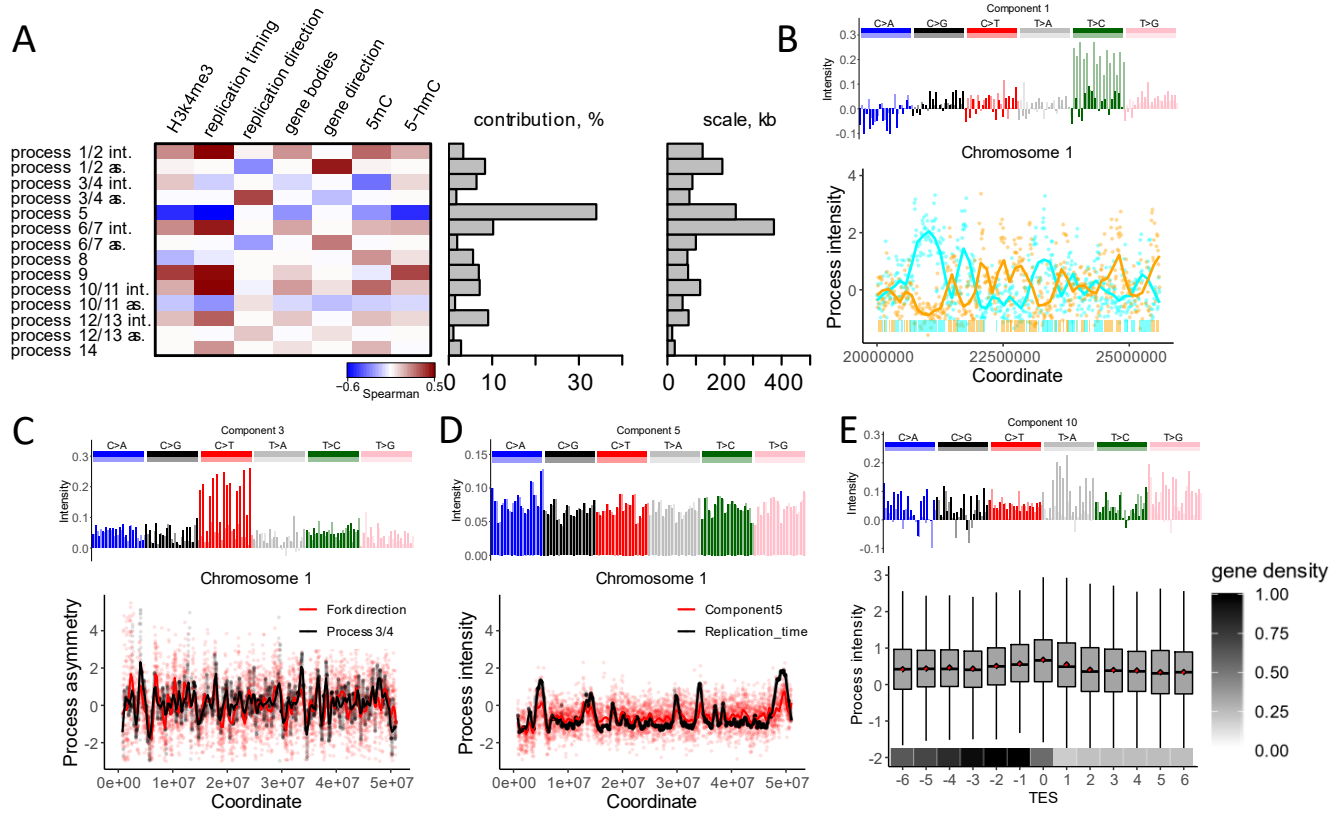 A
H3k4me3
replication timing
replication direction
gene bodies
gene direction
5mC
5-hmC
contribution, %
scale, kb
process 1/2 int.
process 1/2 as.
process 3/4 int.
process 3/4 as.
process 5
process 6/7 int.
process 6/7 as.
process 8
process 9
process 10/11 int.
process 10/11 as.
process 12/13 int.
process 12/13 as.
process 14
−0.6
0.5
Spearman
0 10 30
0 200 500
B
Component 1
C>A C>G C>T T>A T>C T>G
Intensity
0.3
0.2
0.1
0.0
-0.1
Chromosome 1
Process intensity
4
2
0
20000000 22500000 25000000
Coordinate
C
Component 3
C>A C>G C>T T>A T>C T>G
Intensity
0.3
0.2
0.1
0.0
Chromosome 1
Fork direction
Process 3/4
Process asymmetry
4
2
0
-2
0e+00 1e+07 2e+07 3e+07 4e+07 5e+07
Coordinate
D
Component 5
C>A C>G C>T T>A T>C T>G
Intensity
0.15
0.10
0.05
0.00
Chromosome 1
Component5
Replication_time
Process intensity
4
2
0
-2
0e+00 1e+07 2e+07 3e+07 4e+07 5e+07
Coordinate
E
Component 10
C>A C>G C>T T>A T>C T>G
Intensity
0.3
0.2
0.1
0.0
-0.1
Process intensity
3
2
1
0
-1
-2
-6 -5 -4 -3 -2 -1 0 1 2 3 4 5 6
TES
gene density
1.00
0.75
0.50
0.25
0.00